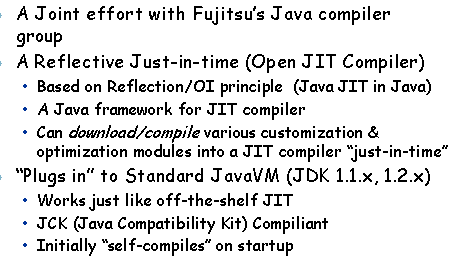 A Joint effort with Fujitsu's Java compiler
group
A Reflective Just-in-time (Open JIT Compiler)
• Based on Reflection/OI principle (Java JIT in Java)
• A Java framework for JIT compiler
• Can download/compile various customization &
optimization modules into a JIT compiler "just-in-time"
"Plugs in" to Standard JavaVM (JDK 1.1.x, 1.2.x)
• Works just like off-the-shelf JIT
• JCK (Java Compatibility Kit) Compiliant
• Initially "self-compiles" on startup